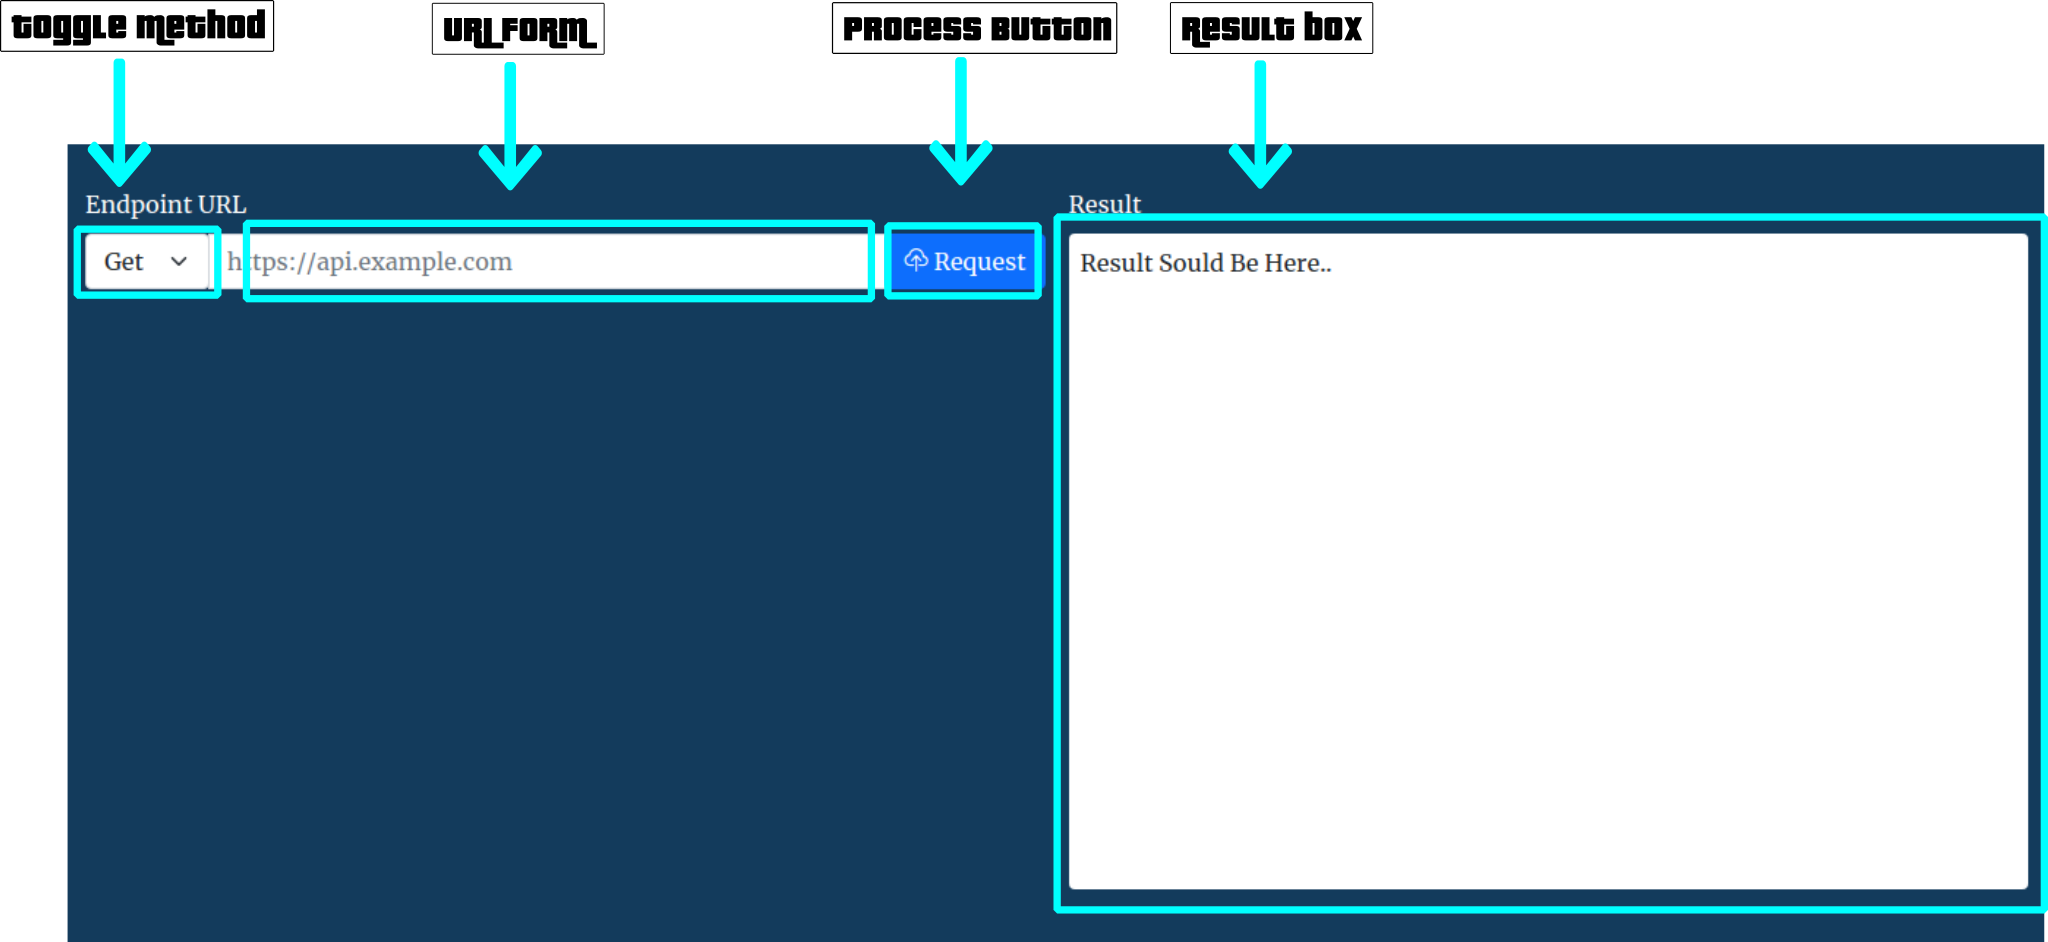 toggle method
URL FORM
PROCESS BUTTON
RESULT BOX
Endpoint URL
Result
Get
https://api.example.com
Request
Result Sould Be Here..